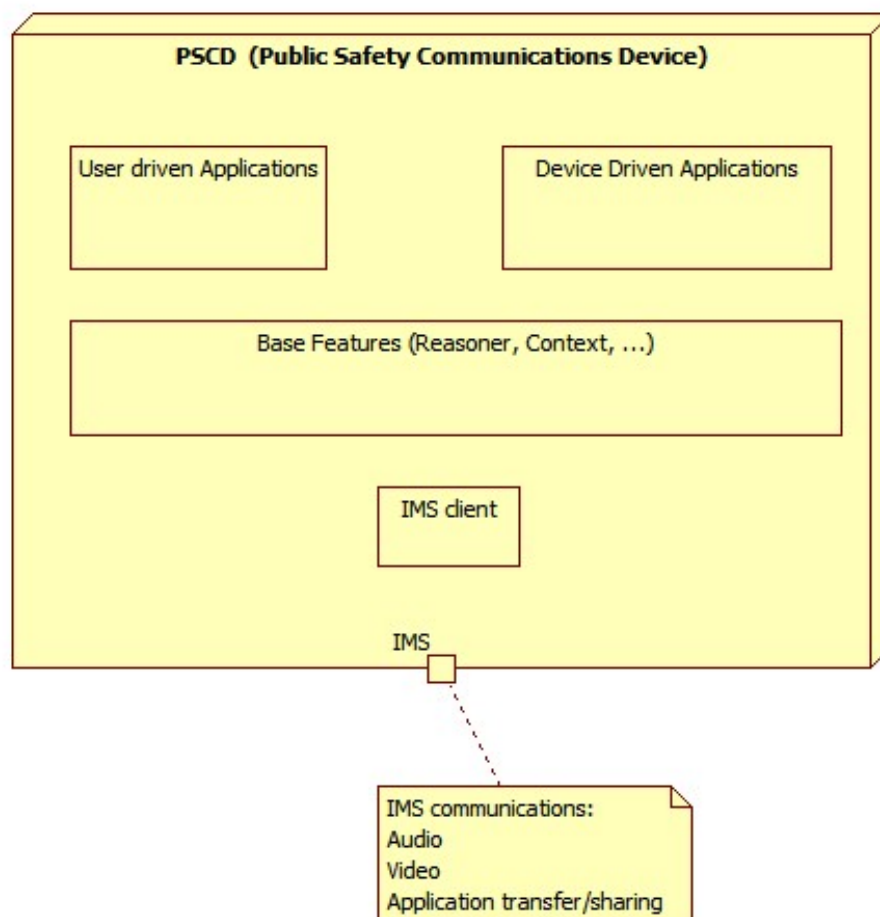 PSCD (Public Safety Communications Device)
User driven Applications
Device Driven Applications
Base Features (Reasoner, Context, ...)
IMS client
IMS
IMS communications:
Audio
Video
Application transfer/sharing